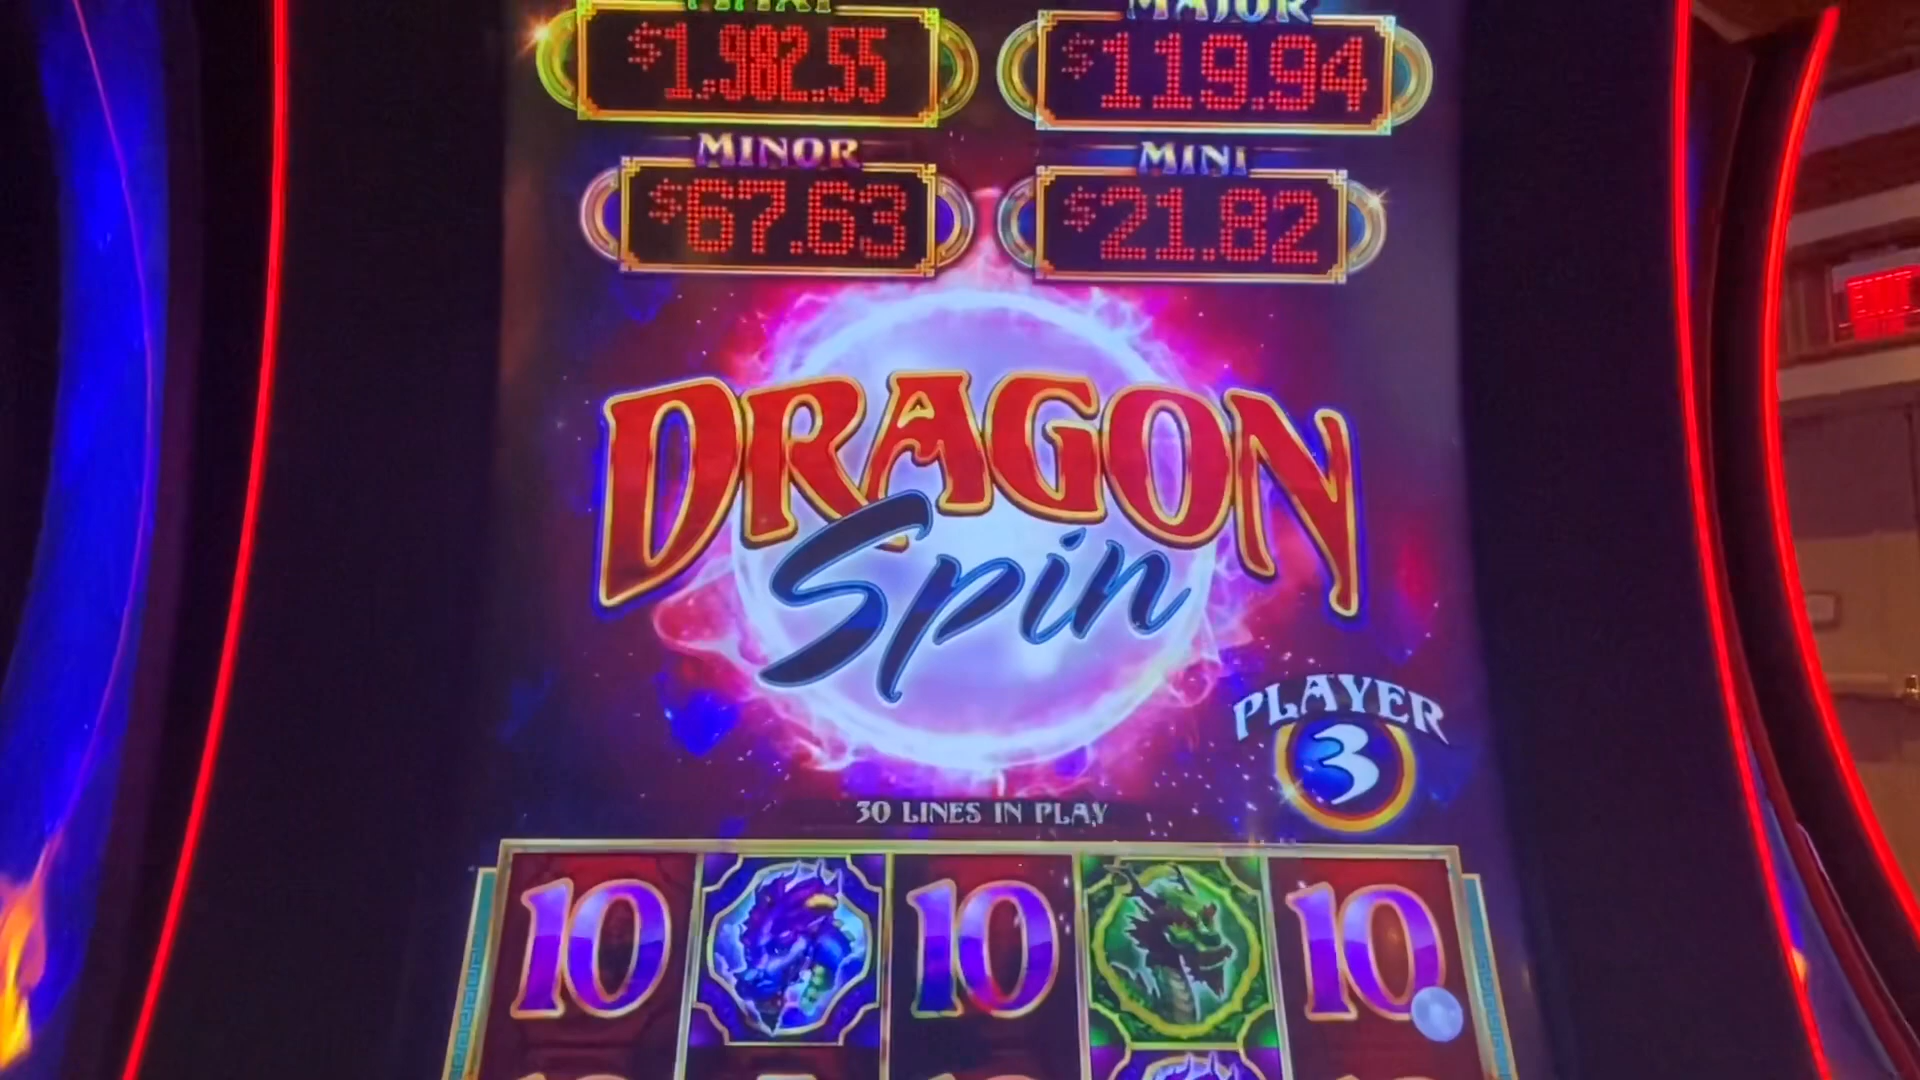 MAXI
MAJOR
$1,982.55
$119.94
MINOR
MINI
$67.63
$21.82
DRAGON
Spin
PLAYER
3
30 LINES IN PLAY
10
10
10